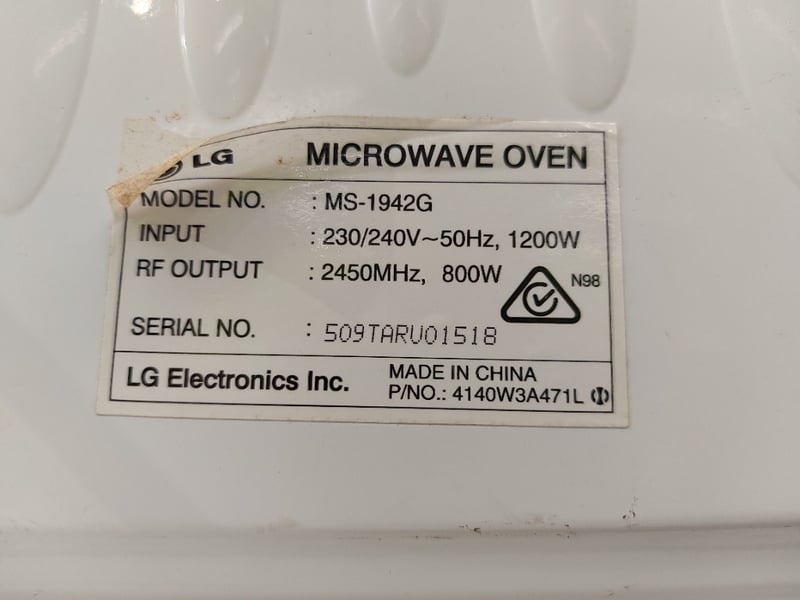 LG MICROWAVE OVEN
MODEL NO. : MS-1942G
INPUT : 230/240V~50Hz, 1200W
RF OUTPUT : 2450MHz, 800W
N98
SERIAL NO. : 509TARU01518
LG Electronics Inc.
MADE IN CHINA
P/NO.: 4140W3A471L